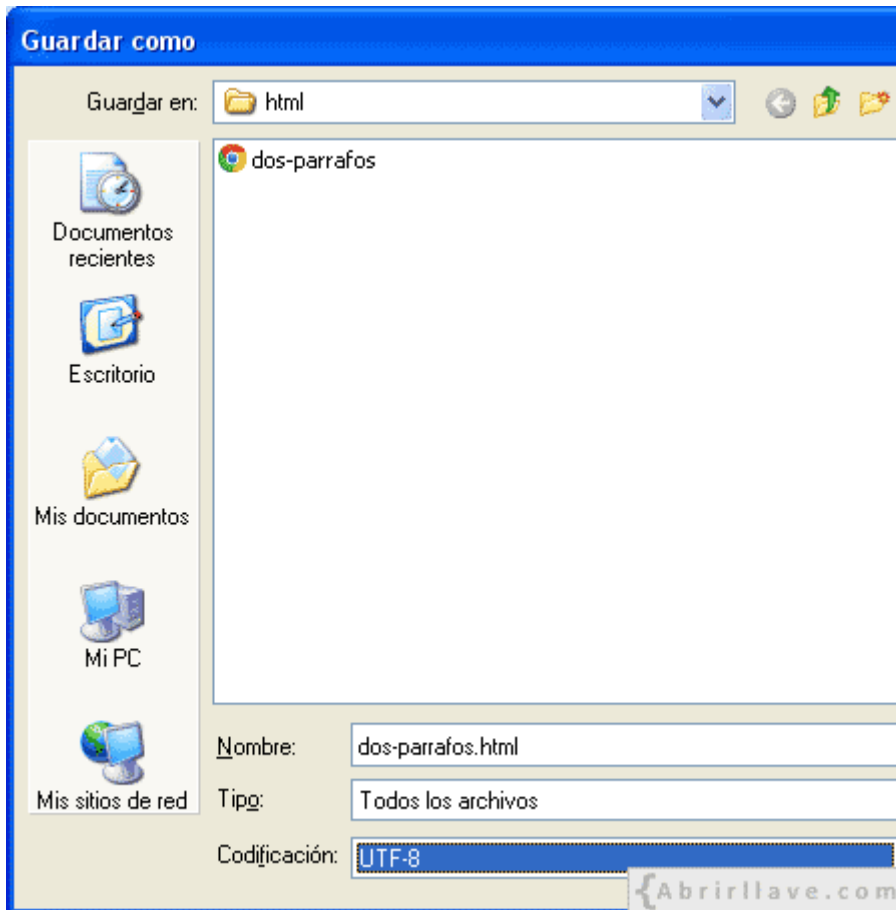 Guardar como
Guardar en:
html
dos-parrafos
Documentos
recientes
Escritorio
Mis documentos
Mi PC
Mis sitios de red
Nombre:
dos-parrafos.html
Tipo:
Todos los archivos
Codificación:
UTF-8
{Abrirllave.com